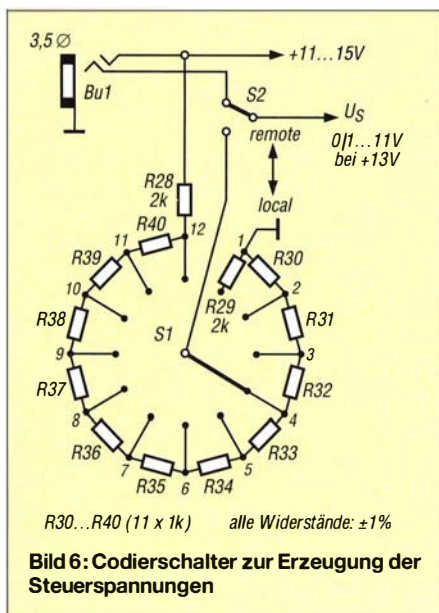 3,5 Ø
+11...15V
Bu1
S2
U_S
remote
0|1...11V
bei +13V
local
R28
2k
R40
12
11
1
R30
R39
R29
2k
10
2
R38
R31
S1
9
3
R37
R32
8
4
R36
R33
7
5
R35
6
R34
R30...R40 (11 x 1k) alle Widerstände: ±1%
Bild 6: Codierschalter zur Erzeugung der
Steuerspannungen